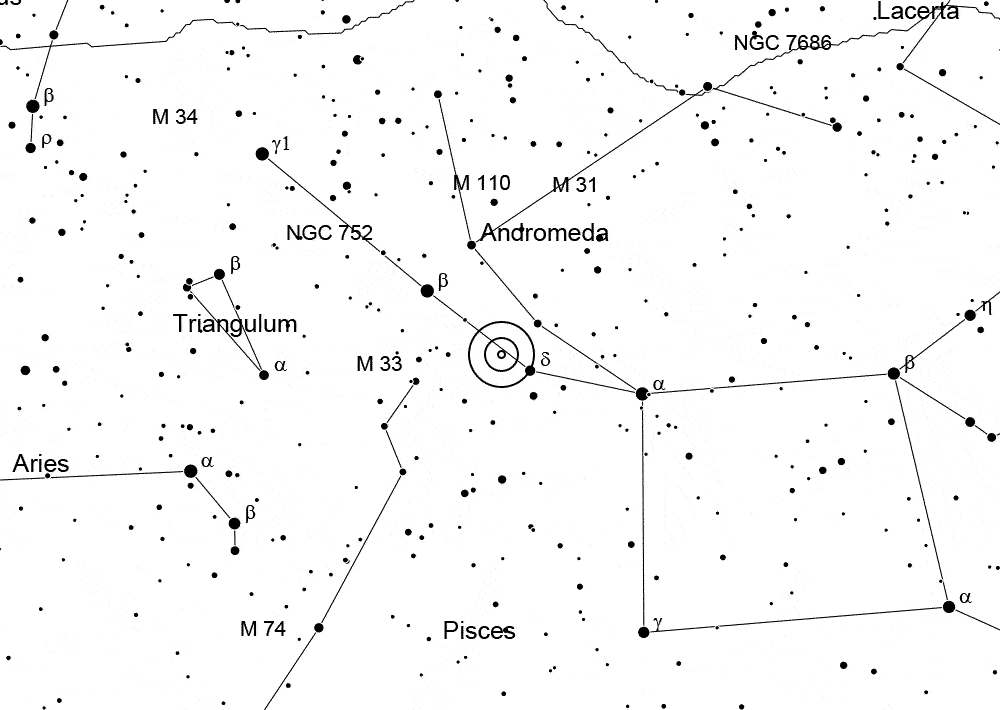 Lacerta
NGC 7686
β
M 34
ρ
γ1
M 110
M 31
NGC 752
Andromeda
β
β
η
Triangulum
M 33
δ
α
α
β
Aries
α
β
α
M 74
Pisces
γ